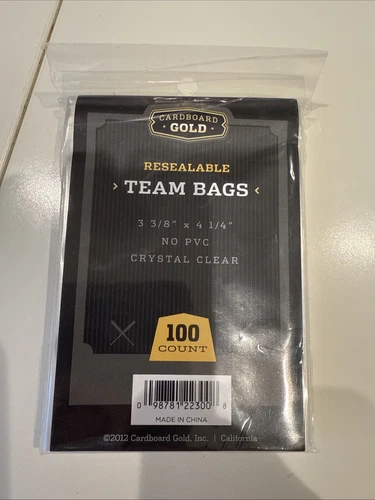 CARDBOARD
GOLD
RESEALABLE
TEAM BAGS
3 3/8" x 4 1/4"
NO PVC
CRYSTAL CLEAR
100
COUNT
0 98781 22300 8
MADE IN CHINA
©2012 Cardboard Gold, Inc. | California